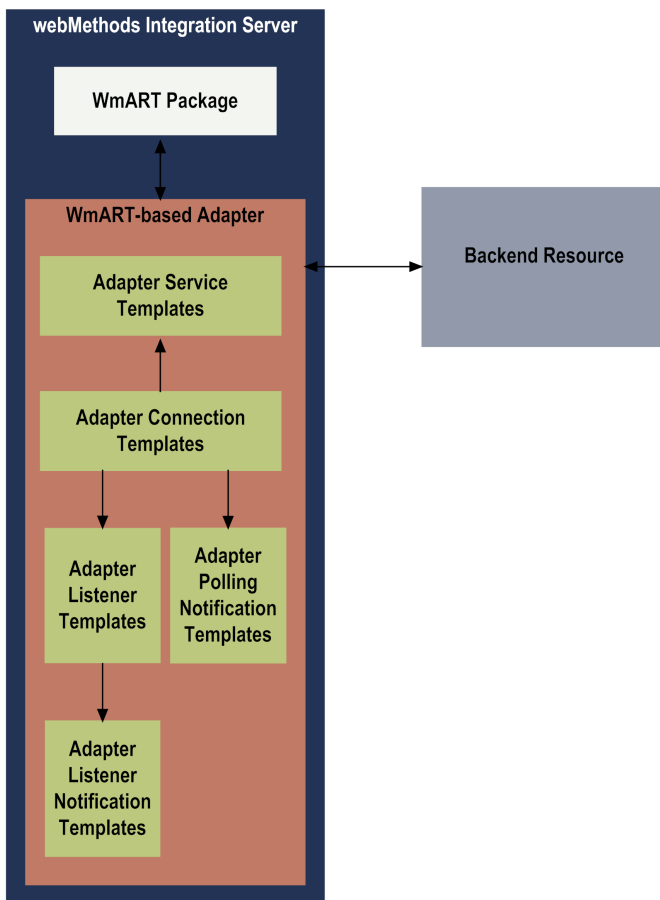 webMethods Integration Server
WmART Package
WmART-based Adapter
Backend Resource
Adapter Service
Templates
Adapter Connection
Templates
Adapter
Listener
Templates
Adapter
Polling
Notification
Templates
Adapter
Listener
Notification
Templates